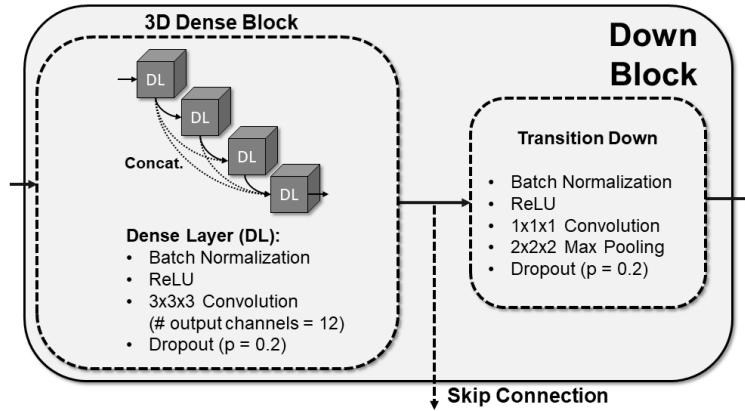 3D Dense Block
Down
Block
DL
DL
DL
DL
Concat.
Dense Layer (DL):
• Batch Normalization
• ReLU
• 3x3x3 Convolution
(# output channels = 12)
• Dropout (p = 0.2)
Transition Down
• Batch Normalization
• ReLU
• 1x1x1 Convolution
• 2x2x2 Max Pooling
• Dropout (p = 0.2)
Skip Connection